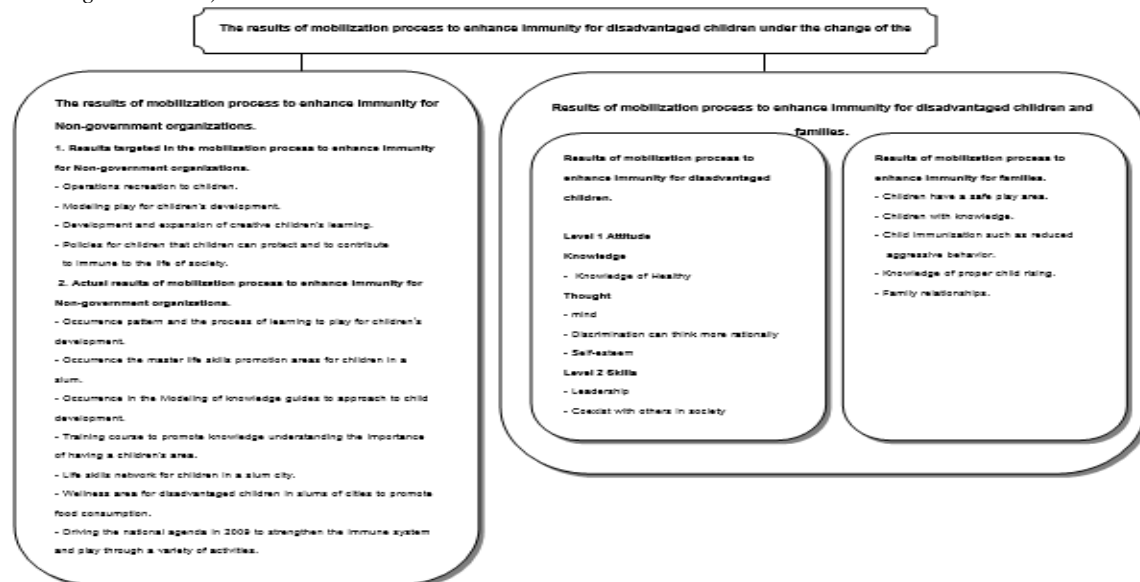 The results of mobilization process to enhance immunity for disadvantaged children under the change of the
The results of mobilization process to enhance immunity for
Non-government organizations.
1. Results targeted in the mobilization process to enhance immunity
for Non-government organizations.
- Operations recreation to children.
- Modeling play for children's development.
- Development and expansion of creative children's learning.
- Policies for children that children can protect and to contribute
to immune to the life of society.
2. Actual results of mobilization process to enhance immunity for
Non-government organizations.
- Occurrence pattern and the process of learning to play for children's
development.
- Occurrence the master life skills promotion areas for children in a
slum.
- Occurrence in the Modeling of knowledge guides to approach to child
development.
- Training course to promote knowledge understanding the importance
of having a children's area.
- Life skills network for children in a slum city.
- Wellness area for disadvantaged children in slums of cities to promote
food consumption.
- Driving the national agenda in 2009 to strengthen the immune system
and play through a variety of activities.
Results of mobilization process to enhance immunity for disadvantaged children and
families.
Results of mobilization process to
enhance immunity for disadvantaged
children.
Level 1 Attitude
Knowledge
- Knowledge of Healthy
Thought
- mind
- Discrimination can think more rationally
- Self-esteem
Level 2 Skills
- Leadership
- Coexist with others in society
Results of mobilization process to
enhance immunity for families.
- Children have a safe play area.
- Children with knowledge.
- Child immunization such as reduced
aggressive behavior.
- Knowledge of proper child rising.
- Family relationships.